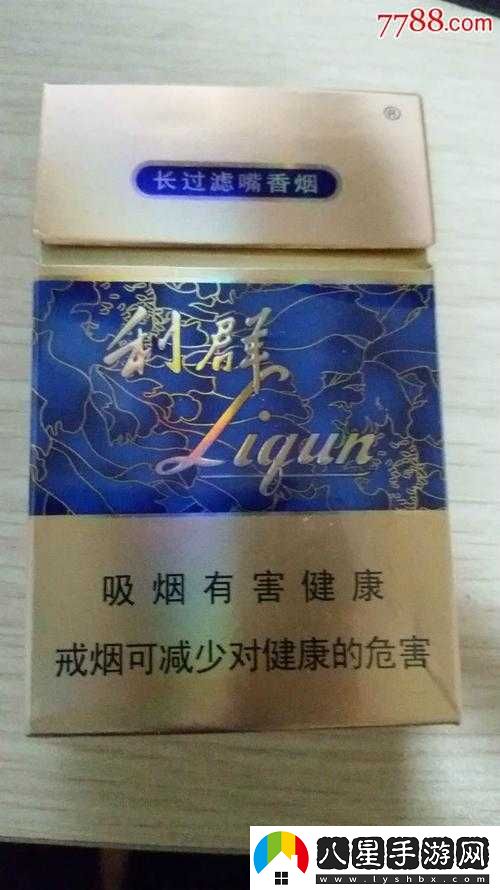 7788.com
®
长过滤嘴香烟
利群
Liqun
吸烟有害健康
戒烟可减少对健康的危害
八星手游网
www.lyshbx.com